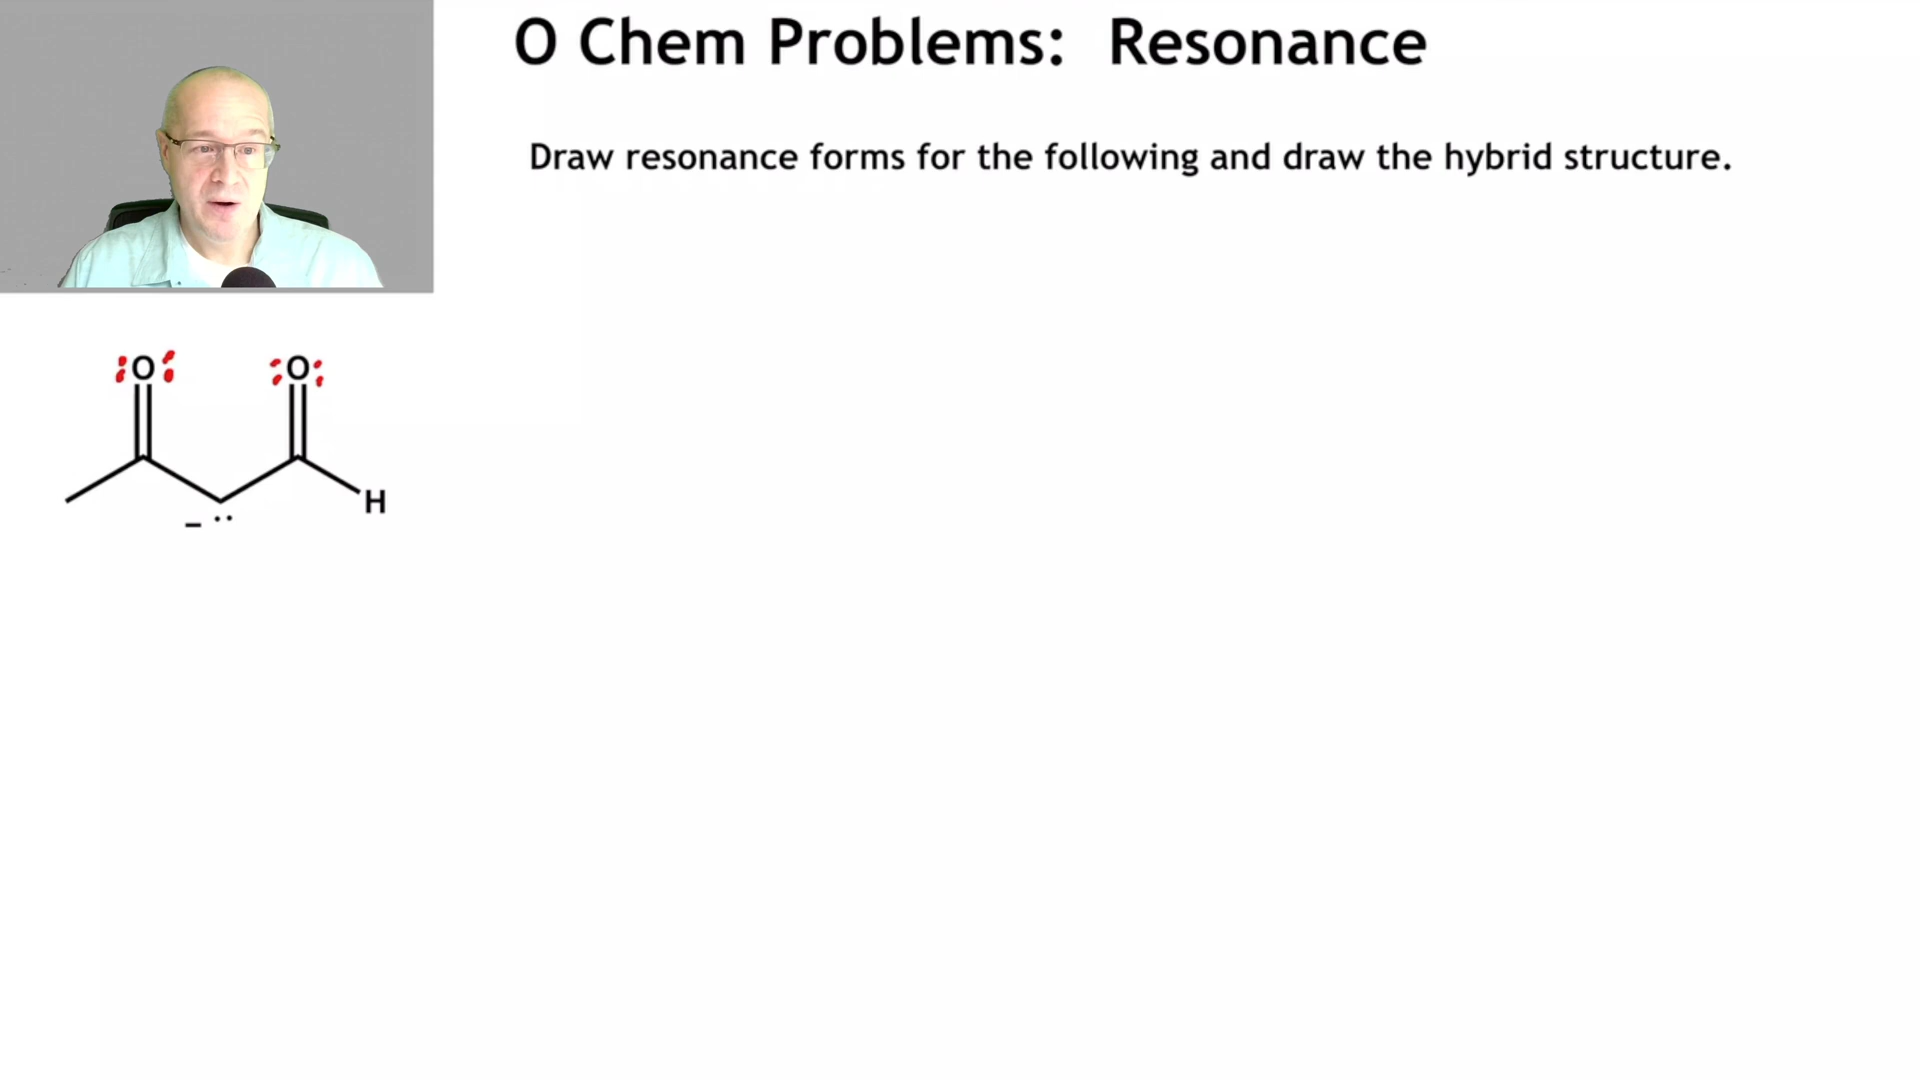 O Chem Problems: Resonance
Draw resonance forms for the following and draw the hybrid structure.
:O: :O:
H
− ··